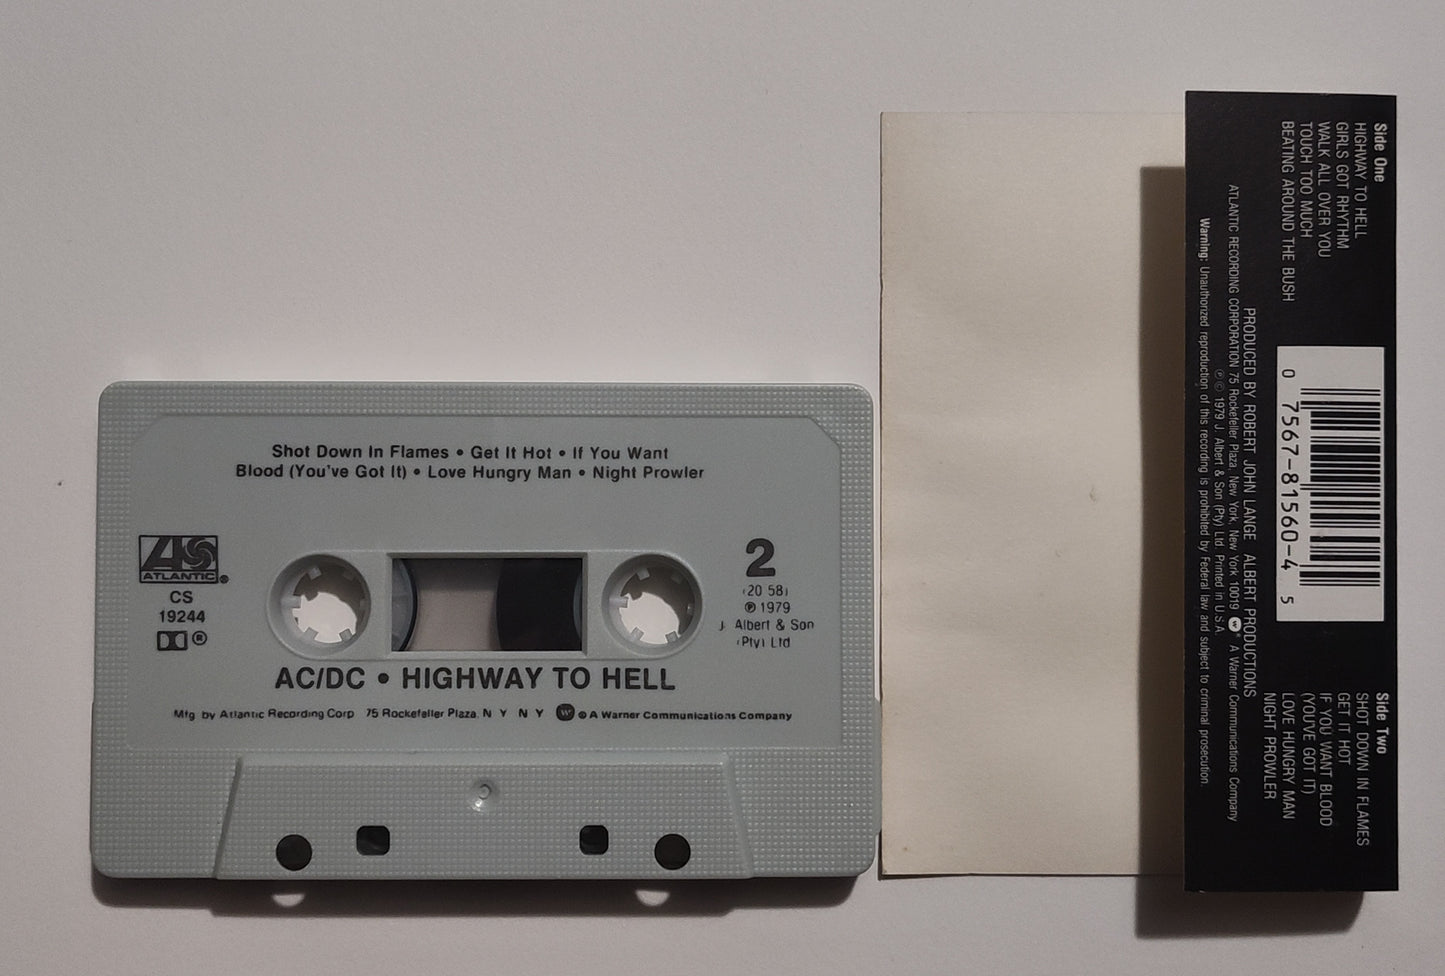 Shot Down In Flames • Get It Hot • If You Want
Blood (You've Got It) • Love Hungry Man • Night Prowler
ATLANTIC®
CS
19244
®
2
(20 58)
℗ 1979
J. Albert & Son
(Pty) Ltd
AC/DC • HIGHWAY TO HELL
Mfg by Atlantic Recording Corp 75 Rockefeller Plaza, N Y N Y ® A Warner Communications Company
Side One
HIGHWAY TO HELL
GIRLS GOT RHYTHM
WALK ALL OVER YOU
TOUCH TOO MUCH
BEATING AROUND THE BUSH
0 7567-81560-4 5
Side Two
SHOT DOWN IN FLAMES
GET IT HOT
IF YOU WANT BLOOD
(YOU'VE GOT IT)
LOVE HUNGRY MAN
NIGHT PROWLER
PRODUCED BY ROBERT JOHN LANGE ALBERT PRODUCTIONS
ATLANTIC RECORDING CORPORATION 75 Rockefeller Plaza, New York, New York 10019 ® A Warner Communications Company
℗ © 1979 J. Albert & Son (Pty) Ltd. Printed in U.S.A.
Warning: Unauthorized reproduction of this recording is prohibited by Federal law and subject to criminal prosecution.